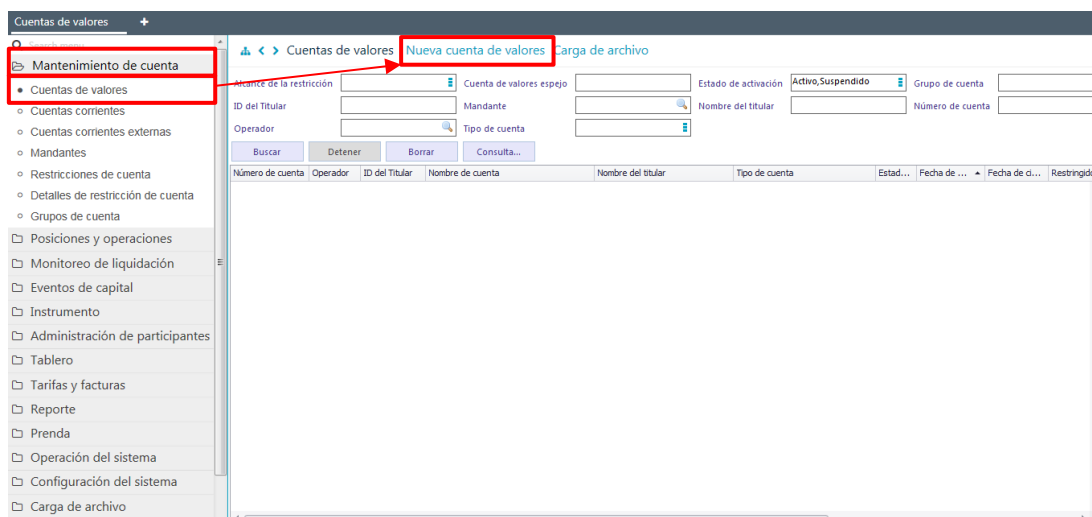 Cuentas de valores +
Search menu
Mantenimiento de cuenta
Cuentas de valores
Cuentas corrientes
Cuentas corrientes externas
Mandantes
Restricciones de cuenta
Detalles de restricción de cuenta
Grupos de cuenta
Posiciones y operaciones
Monitoreo de liquidación
Eventos de capital
Instrumento
Administración de participantes
Tablero
Tarifas y facturas
Reporte
Prenda
Operación del sistema
Configuración del sistema
Carga de archivo
Cuentas de valores Nueva cuenta de valores Carga de archivo
Alcance de la restricción Cuenta de valores espejo Estado de activación Activo,Suspendido Grupo de cuenta
ID del Titular Mandante Nombre del titular Número de cuenta
Operador Tipo de cuenta
Buscar Detener Borrar Consulta...
Número de cuenta Operador ID del Titular Nombre de cuenta Nombre del titular Tipo de cuenta Estad... Fecha de ... Fecha de ci... Restringido